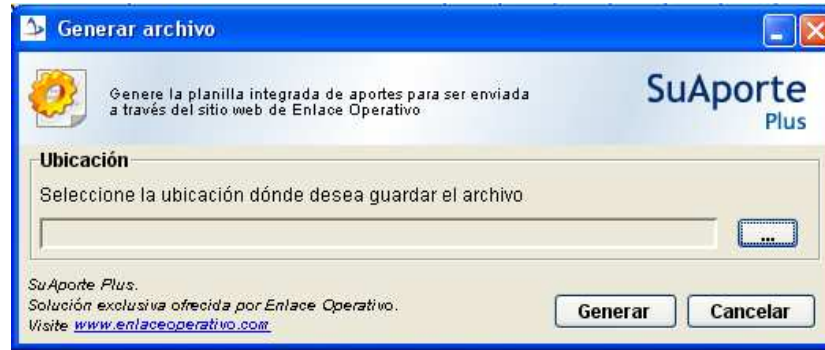 Generar archivo
Genere la planilla integrada de aportes para ser enviada
a través del sitio web de Enlace Operativo
SuAporte
Plus
Ubicación
Seleccione la ubicación dónde desea guardar el archivo
...
SuAporte Plus.
Solución exclusiva ofrecida por Enlace Operativo.
Visite www.enlaceoperativo.com
Generar Cancelar